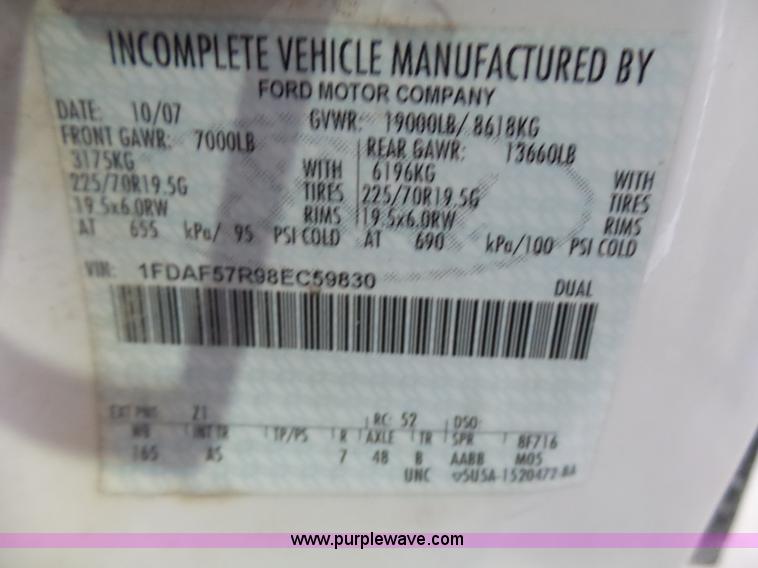 INCOMPLETE VEHICLE MANUFACTURED BY
FORD MOTOR COMPANY
DATE: 10/07 GVWR: 19000LB/ 8618KG
FRONT GAWR: 7000LB REAR GAWR: 13660LB
3175KG WITH 6196KG WITH
225/70R19.5G TIRES 225/70R19.5G TIRES
19.5x6.0RW RIMS 19.5x6.0RW RIMS
AT 655 kPa/ 95 PSI COLD AT 690 kPa/100 PSI COLD
VIN: 1FDAF57R98EC59830 DUAL
EXT PNT: Z1 RC: 52 DSO:
WB INT TR TP/PS R AXLE TR SPR 8F716
165 AS 7 48 B AABB M05
UNC 5U5A-1520472-BA
www.purplewave.com